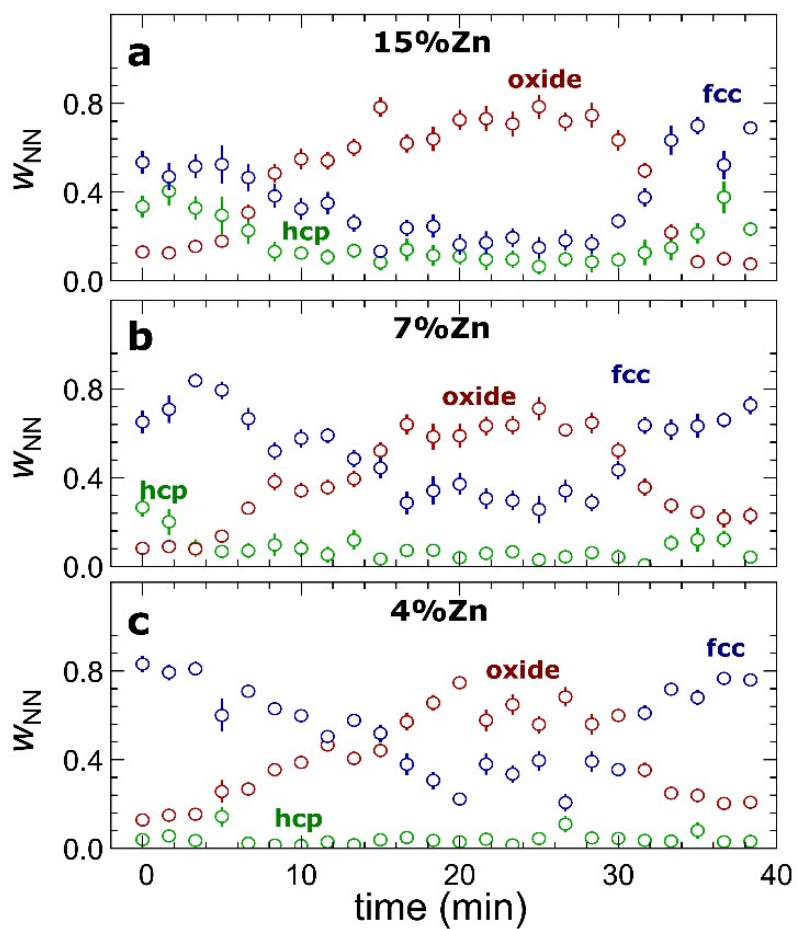 a
15%Zn
oxide
fcc
hcp
0.8
0.4
0.0
wNN
b
7%Zn
oxide
fcc
hcp
0.8
0.4
0.0
wNN
c
4%Zn
oxide
fcc
hcp
0.8
0.4
0.0
wNN
0 10 20 30 40
time (min)